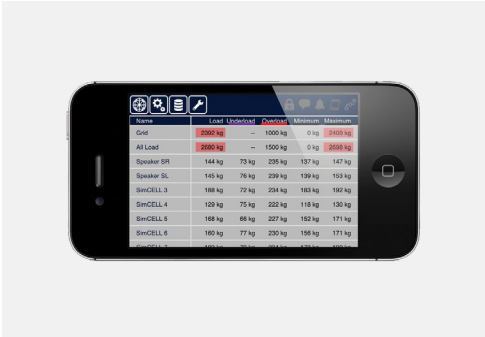 Name Load Underload Overload Minimum Maximum
Grid 2392 kg -- 1000 kg 0 kg 2409 kg
All Load 2680 kg -- 1500 kg 0 kg 2698 kg
Speaker SR 144 kg 73 kg 235 kg 137 kg 147 kg
Speaker SL 145 kg 76 kg 239 kg 139 kg 153 kg
SimCELL 3 188 kg 72 kg 234 kg 183 kg 192 kg
SimCELL 4 129 kg 75 kg 222 kg 118 kg 130 kg
SimCELL 5 168 kg 66 kg 227 kg 152 kg 171 kg
SimCELL 6 160 kg 77 kg 230 kg 156 kg 171 kg